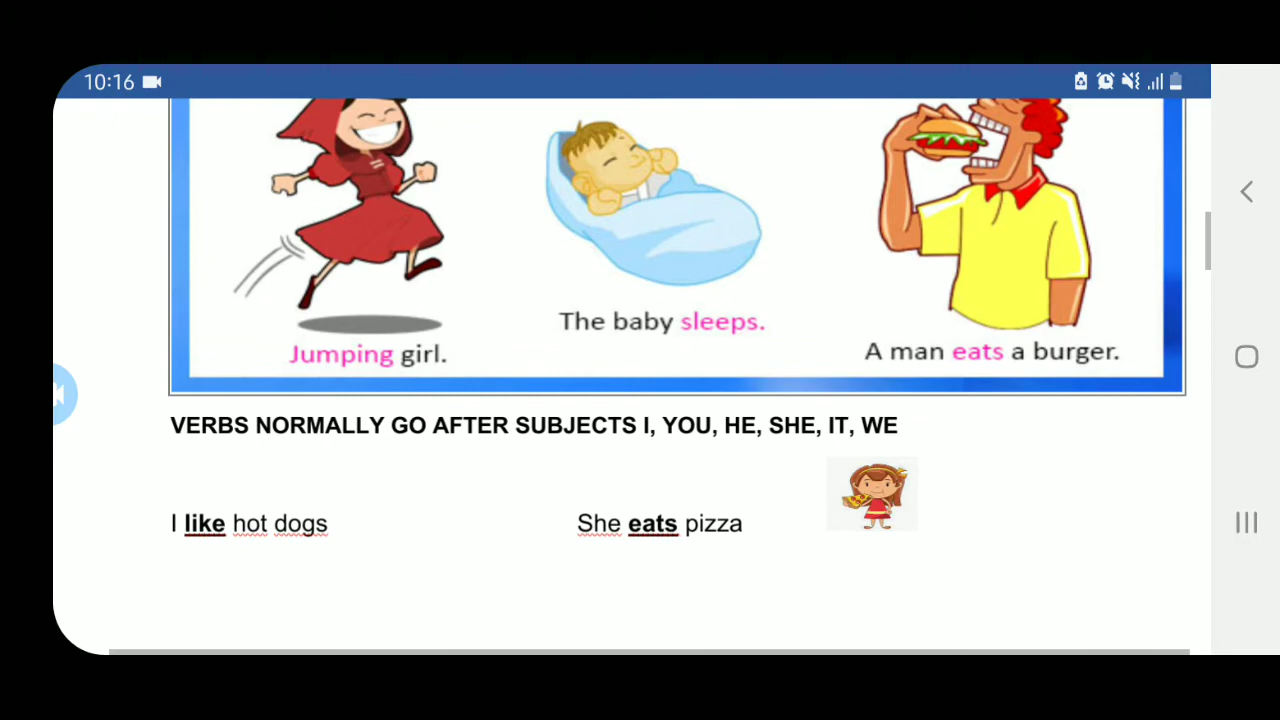 10:16
The baby sleeps.
Jumping girl.
A man eats a burger.
VERBS NORMALLY GO AFTER SUBJECTS I, YOU, HE, SHE, IT, WE
I like hot dogs
She eats pizza